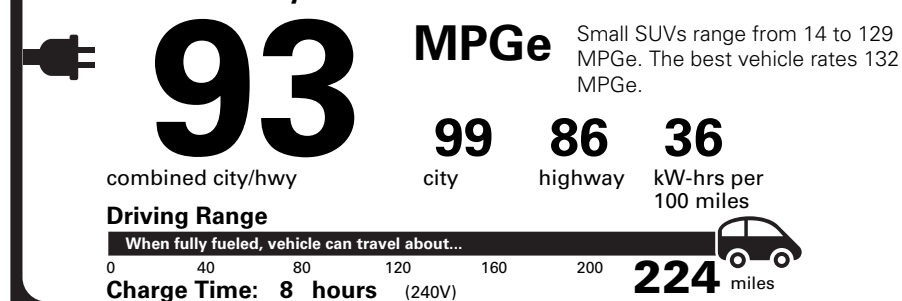 93
MPGe
Small SUVs range from 14 to 129
MPGe. The best vehicle rates 132
MPGe.
99
86
36
combined city/hwy
city
highway
kW-hrs per
100 miles
Driving Range
When fully fueled, vehicle can travel about...
0 40 80 120 160 200 224 miles
Charge Time: 8 hours (240V)